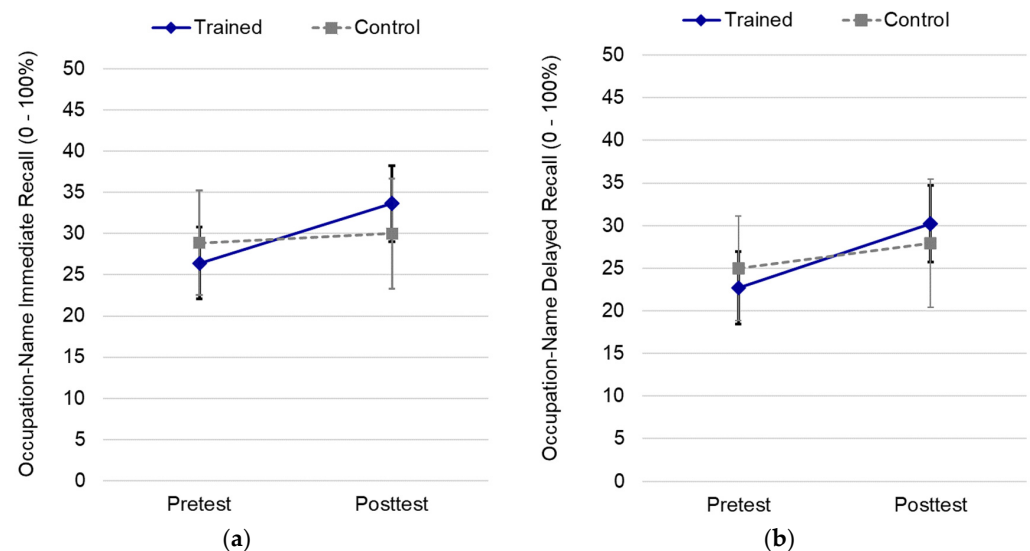 Trained
Control
Occupation-Name Immediate Recall (0 - 100%)
50
45
40
35
30
25
20
15
10
5
0
Pretest
Posttest
(a)
Trained
Control
Occupation-Name Delayed Recall (0 - 100%)
50
45
40
35
30
25
20
15
10
5
0
Pretest
Posttest
(b)